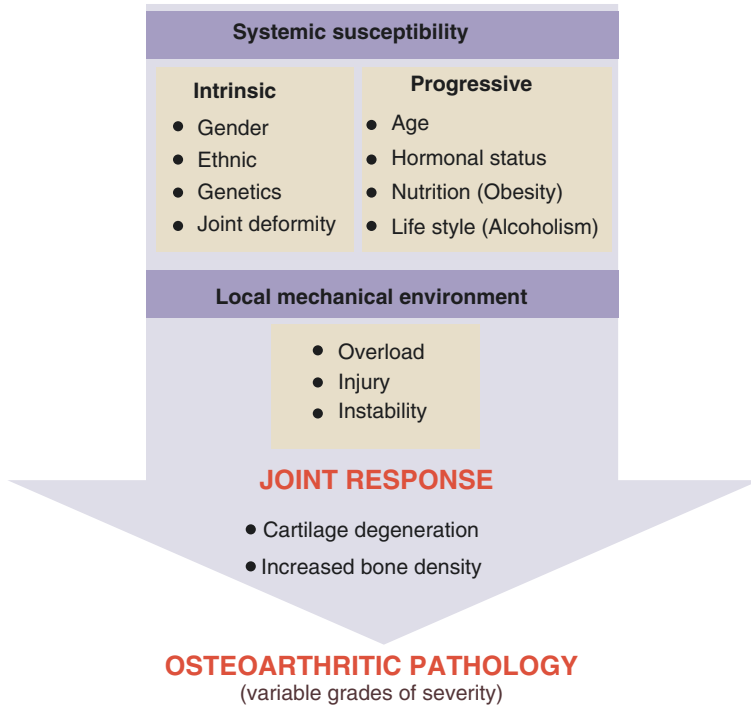 Systemic susceptibility
Intrinsic
• Gender
• Ethnic
• Genetics
• Joint deformity
Progressive
• Age
• Hormonal status
• Nutrition (Obesity)
• Life style (Alcoholism)
Local mechanical environment
• Overload
• Injury
• Instability
JOINT RESPONSE
• Cartilage degeneration
• Increased bone density
OSTEOARTHRITIC PATHOLOGY
(variable grades of severity)